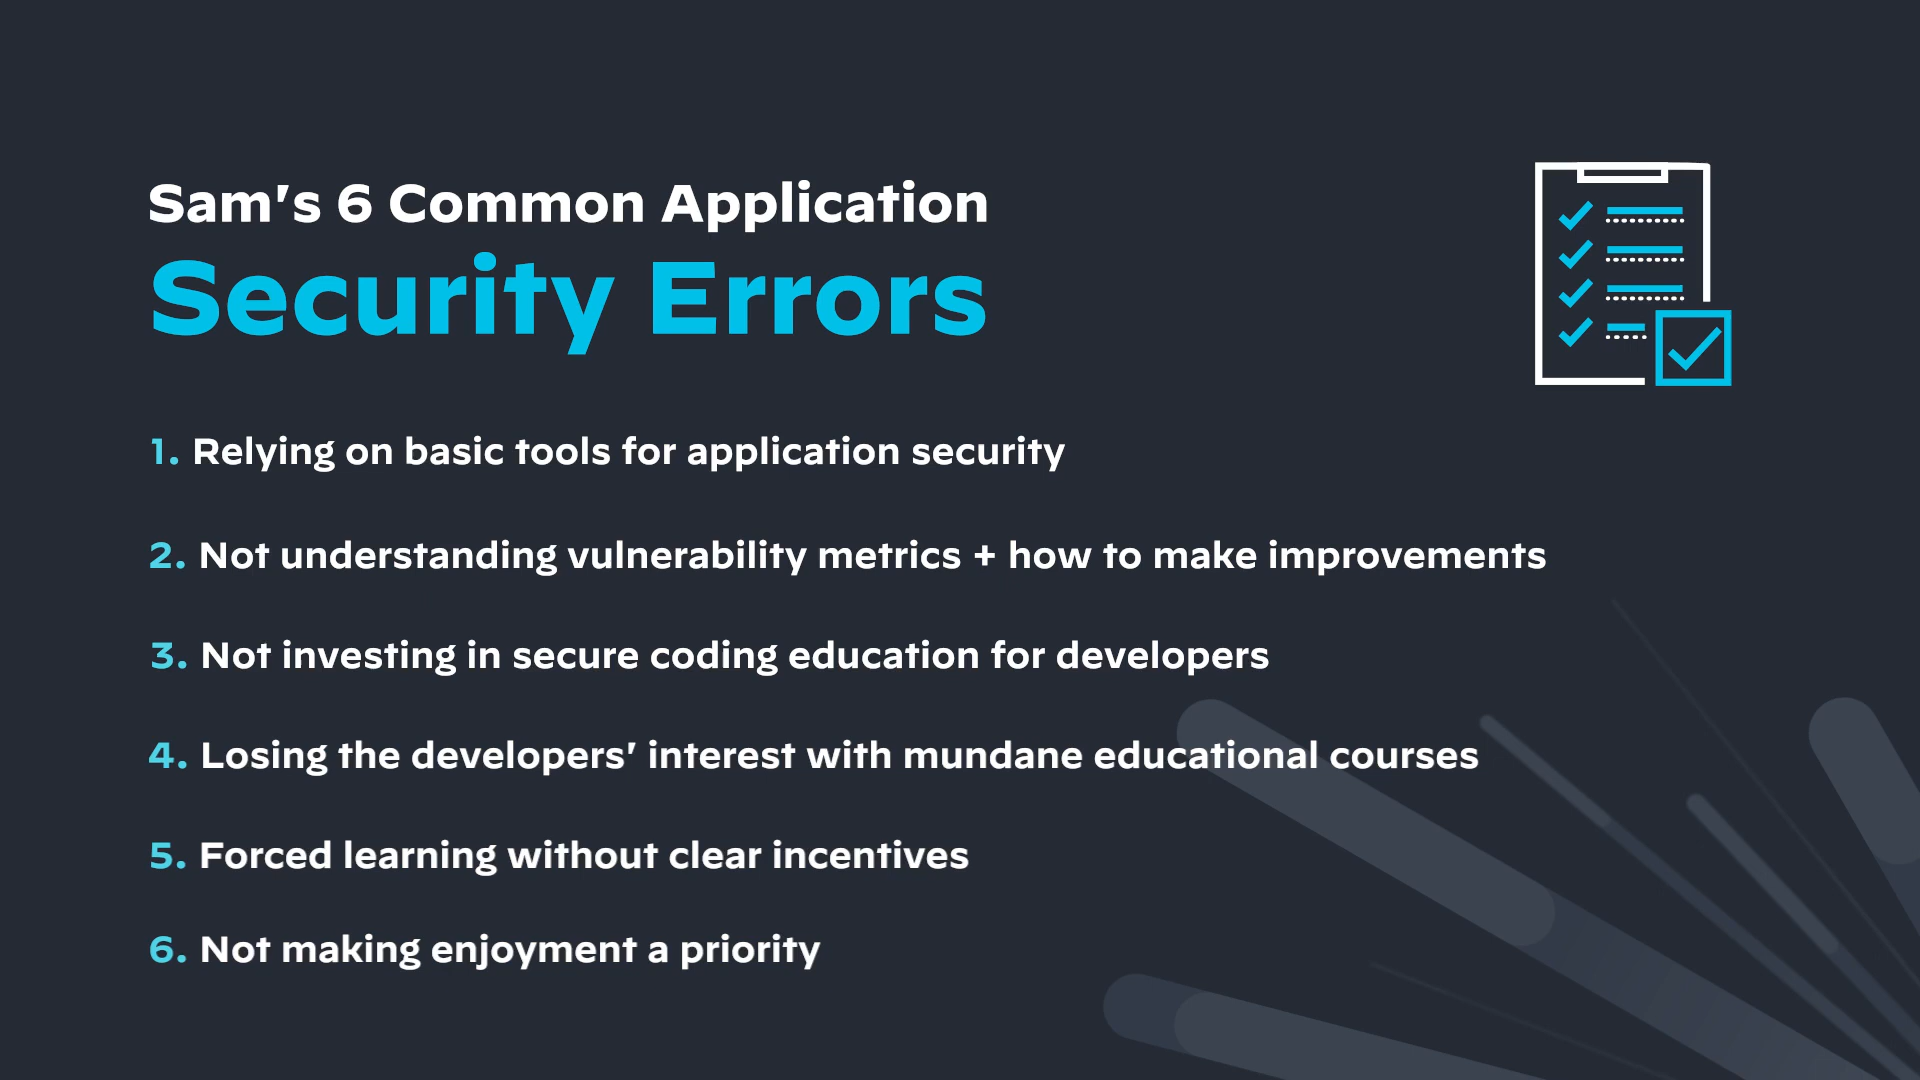 Sam's 6 Common Application
Security Errors
1. Relying on basic tools for application security
2. Not understanding vulnerability metrics + how to make improvements
3. Not investing in secure coding education for developers
4. Losing the developers' interest with mundane educational courses
5. Forced learning without clear incentives
6. Not making enjoyment a priority